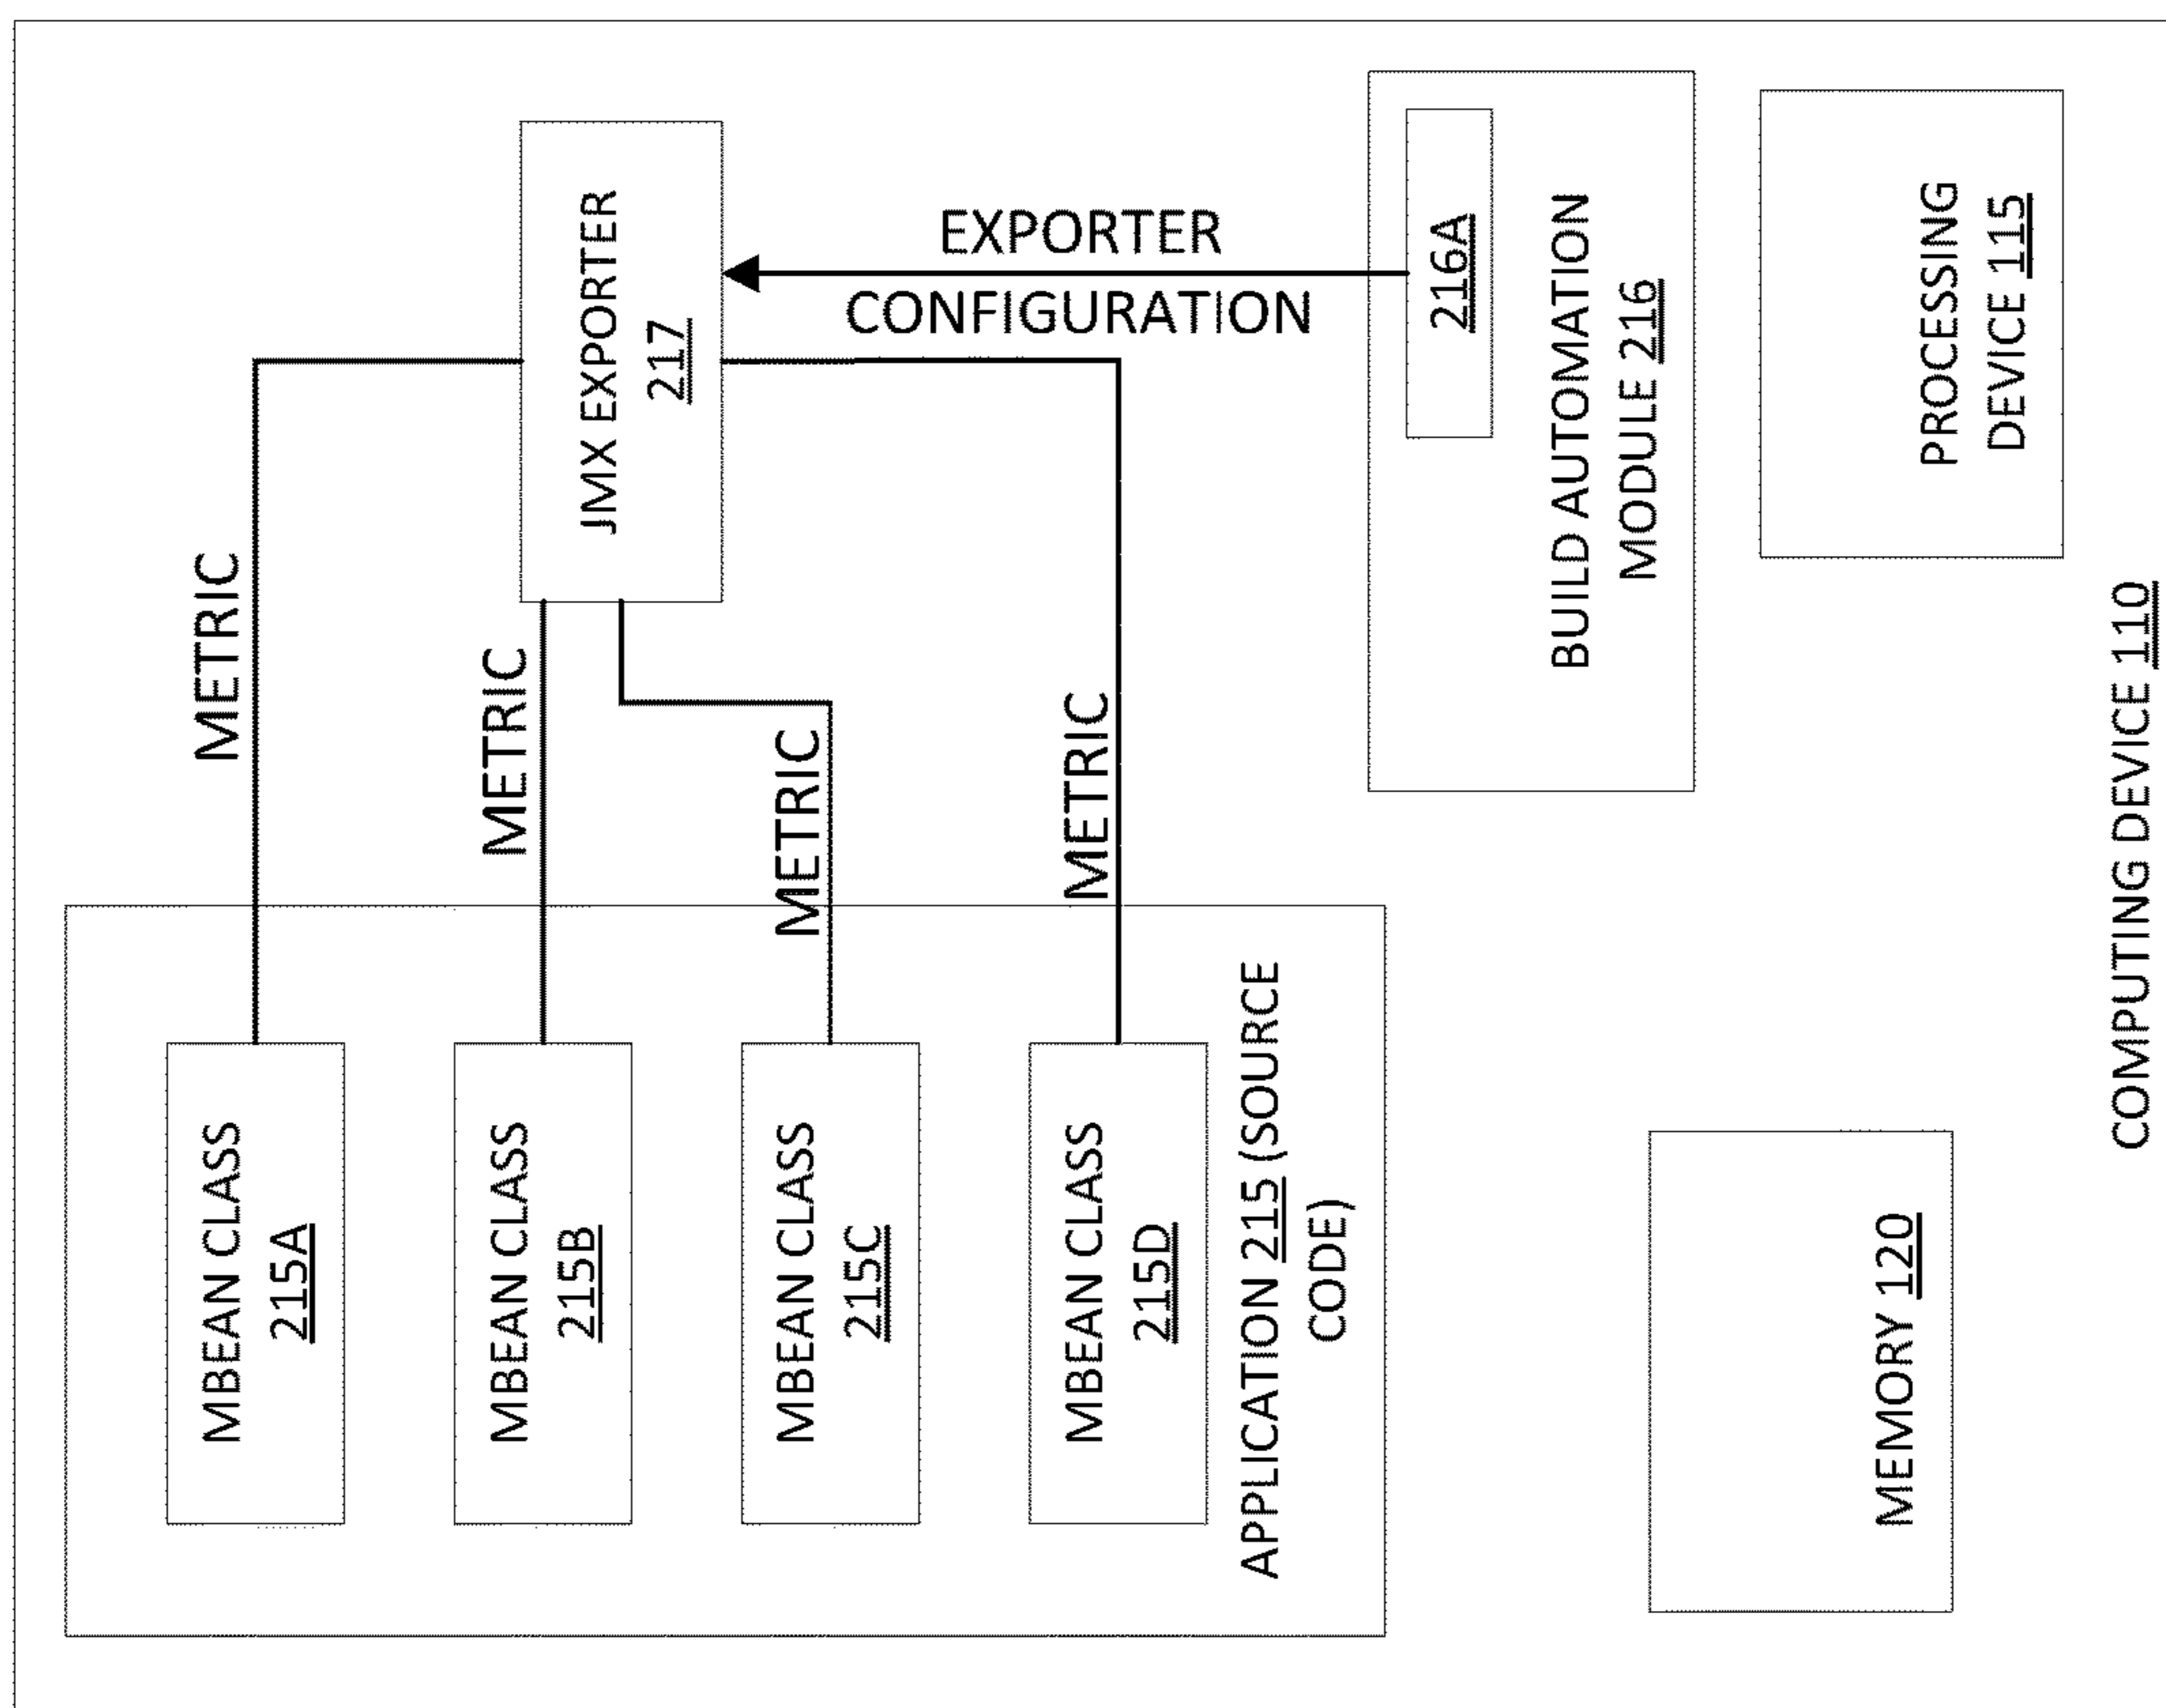 MBEAN CLASS
215A
MBEAN CLASS
215B
MBEAN CLASS
215C
MBEAN CLASS
215D
APPLICATION 215 (SOURCE
CODE)
METRIC
METRIC
METRIC
METRIC
JMX EXPORTER
217
EXPORTER
CONFIGURATION
216A
BUILD AUTOMATION
MODULE 216
MEMORY 120
PROCESSING
DEVICE 115
COMPUTING DEVICE 110